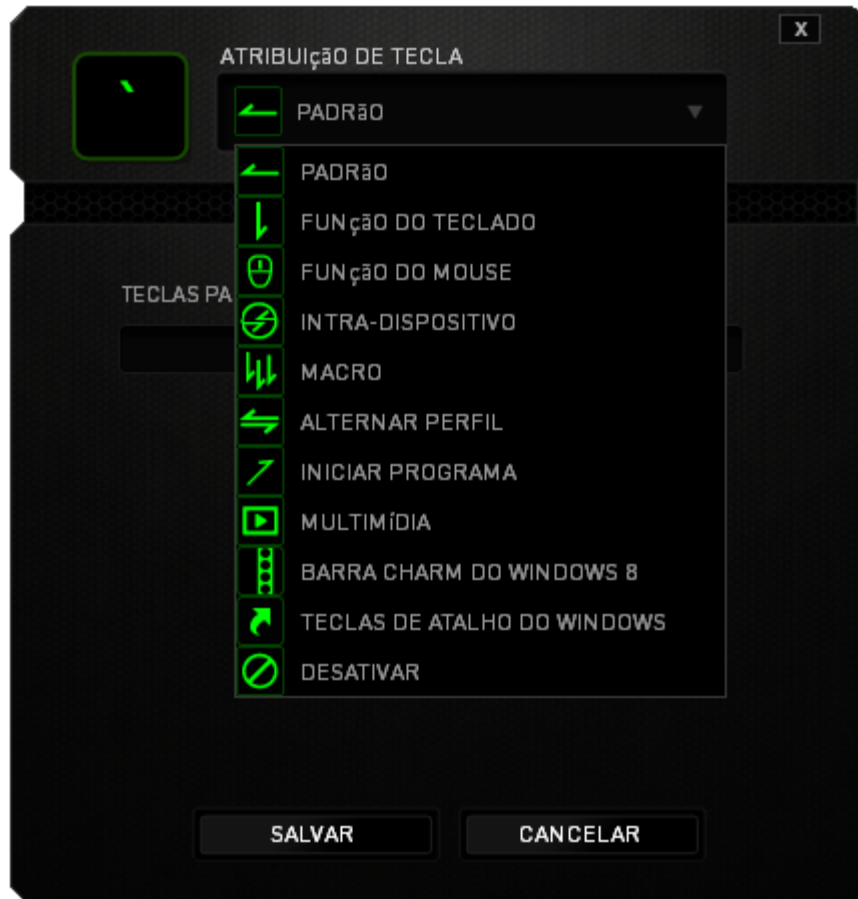 X
ATRIBUIçãO DE TECLA
`
PADRãO
PADRãO
FUNçãO DO TECLADO
FUNçãO DO MOUSE
TECLAS PA
INTRA-DISPOSITIVO
MACRO
ALTERNAR PERFIL
INICIAR PROGRAMA
MULTIMíDIA
BARRA CHARM DO WINDOWS 8
TECLAS DE ATALHO DO WINDOWS
DESATIVAR
SALVAR
CANCELAR